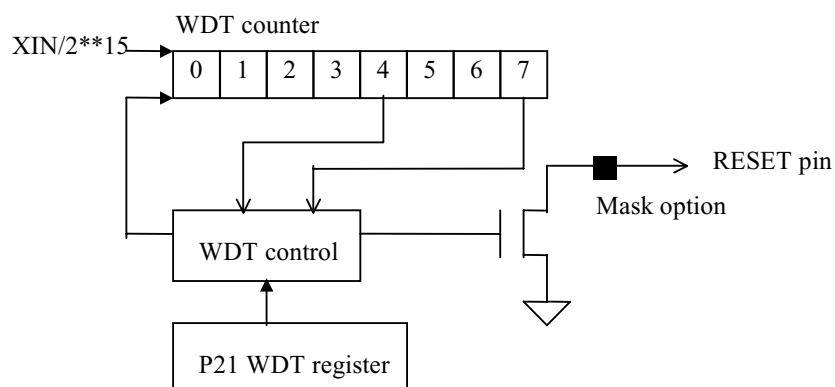 WDT counter
XIN/2**15
0 1 2 3 4 5 6 7
RESET pin
Mask option
WDT control
P21 WDT register